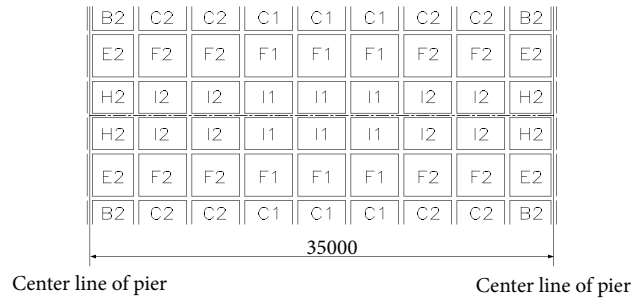 B2 C2 C2 C1 C1 C1 C2 C2 B2
E2 F2 F2 F1 F1 F1 F2 F2 E2
H2 I2 I2 I1 I1 I1 I2 I2 H2
H2 I2 I2 I1 I1 I1 I2 I2 H2
E2 F2 F2 F1 F1 F1 F2 F2 E2
B2 C2 C2 C1 C1 C1 C2 C2 B2
35000
Center line of pier
Center line of pier